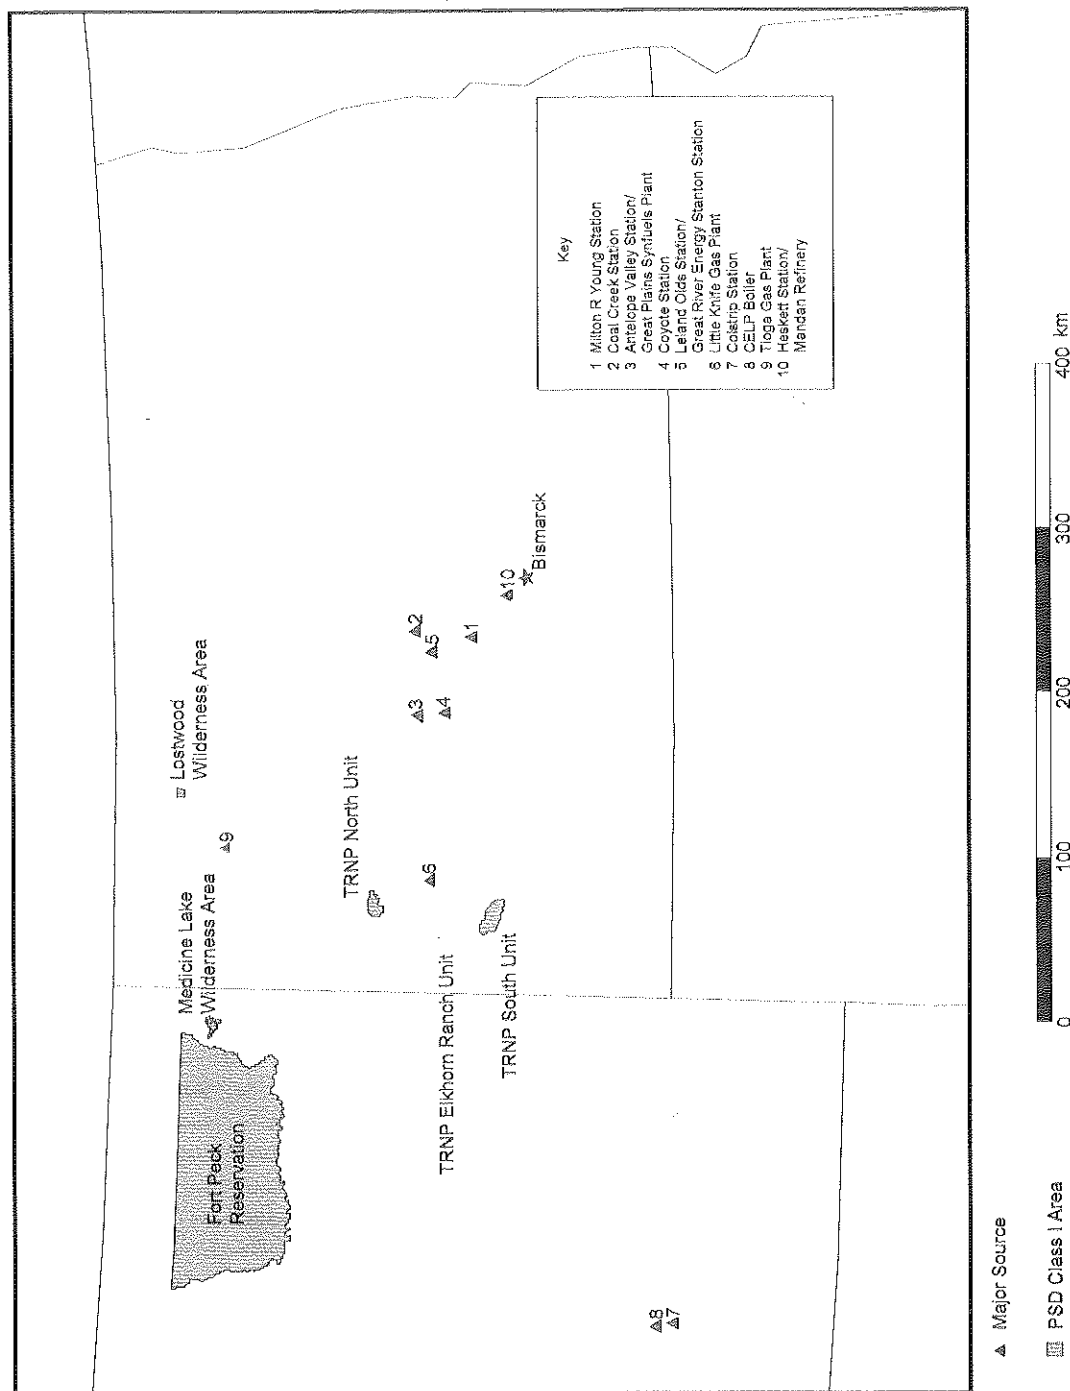 Lostwood
Wilderness Area
Medicine Lake
Wilderness Area
Fort Peck
Reservation
9
TRNP North Unit
6
3
2
5
4
1
10
Bismarck
TRNP Elkhorn Ranch Unit
TRNP South Unit
8
7
Key
1 Milton R Young Station
2 Coal Creek Station
3 Antelope Valley Station/
Great Plains Synfuels Plant
4 Coyote Station
5 Leland Olds Station/
Great River Energy Stanton Station
6 Little Knife Gas Plant
7 Colstrip Station
8 CELP Boiler
9 Tioga Gas Plant
10 Heskett Station/
Mandan Refinery
Major Source
PSD Class I Area
0 100 200 300 400 km